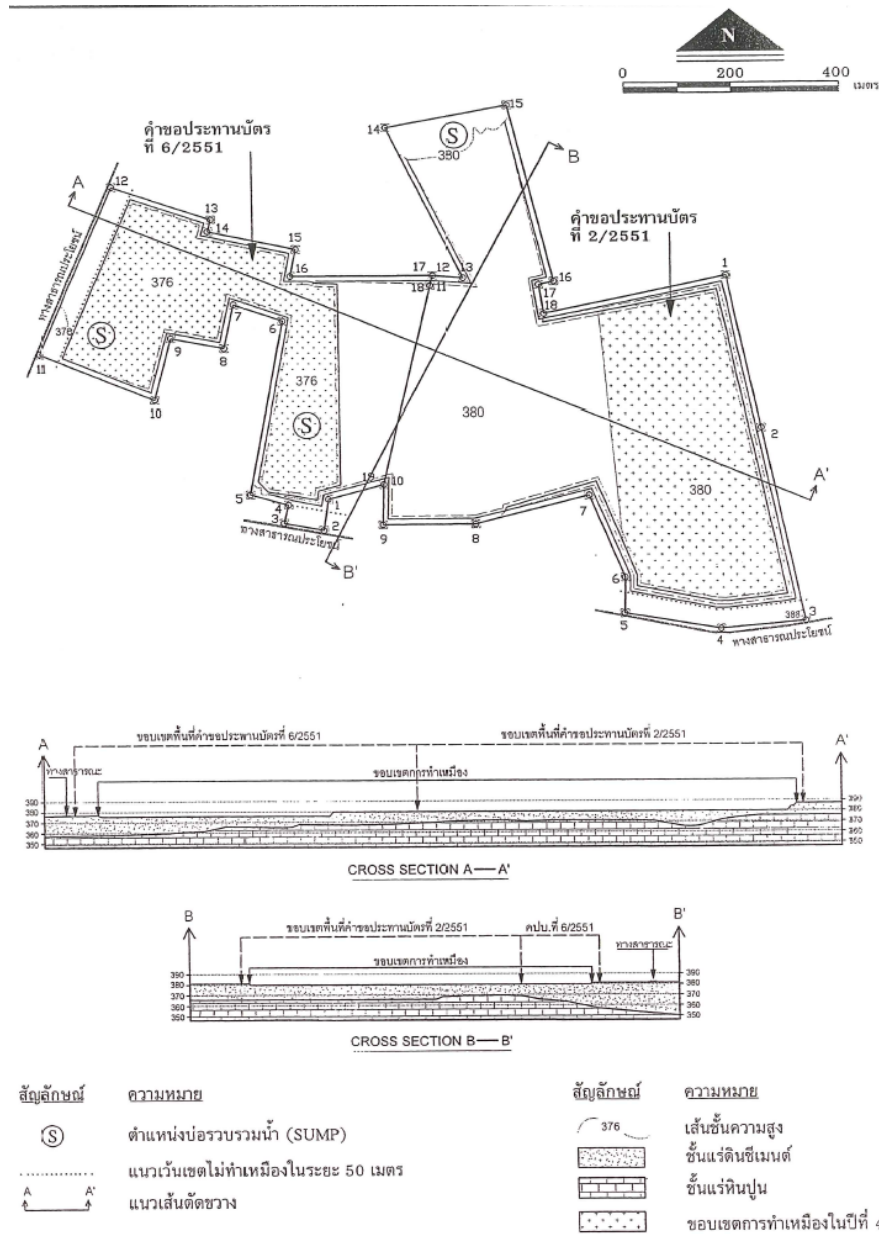 N
0 200 400 เมตร
คำขอประทานบัตร
ที่ 6/2551
คำขอประทานบัตร
ที่ 2/2551
A
B
A'
B'
12
13
14
15
16
17
18
11
10
9
8
7
6
5
4
3
2
1
19
14
15
13
12
11
16
17
18
1
2
3
4
5
6
7
8
9
10
376
376
376
380
380
380
388
S
S
S
ทางสาธารณประโยชน์
ทางสาธารณประโยชน์
ทางสาธารณประโยชน์
ขอบเขตพื้นที่คำขอประทานบัตรที่ 6/2551
ขอบเขตพื้นที่คำขอประทานบัตรที่ 2/2551
A
A'
ทางสาธารณะ
ขอบเขตการทำเหมือง
390 390
380 380
370 370
360 360
350 350
CROSS SECTION A — A'
B
B'
ขอบเขตพื้นที่คำขอประทานบัตรที่ 2/2551
คปบ.ที่ 6/2551
ทางสาธารณะ
ขอบเขตการทำเหมือง
390 390
380 380
370 370
360 360
350 350
CROSS SECTION B — B'
สัญลักษณ์ ความหมาย
S ตำแหน่งบ่อรวบรวมน้ำ (SUMP)
แนวเว้นเขตไม่ทำเหมืองในระยะ 50 เมตร
A A' แนวเส้นตัดขวาง
สัญลักษณ์ ความหมาย
376 เส้นชั้นความสูง
ชั้นแร่ดินซีเมนต์
ชั้นแร่หินปูน
ขอบเขตการทำเหมืองในปีที่ 4